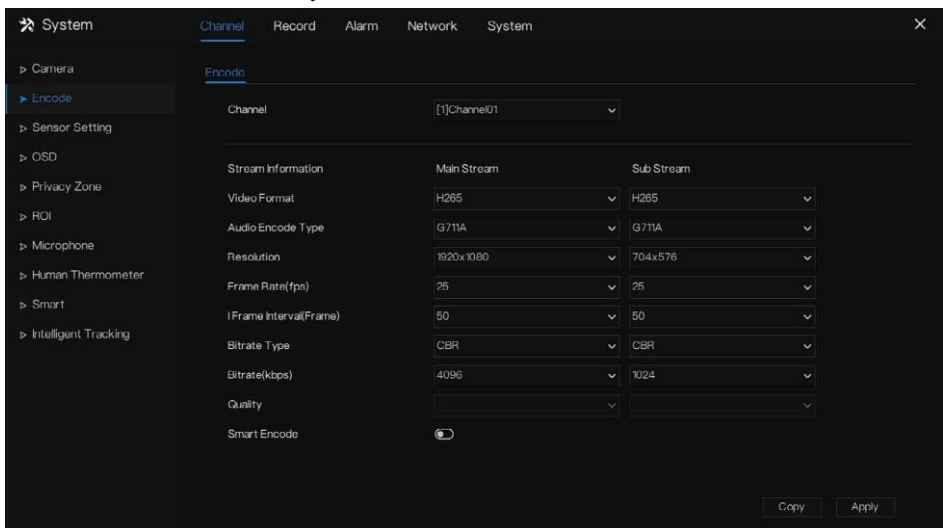 System Channel Record Alarm Network System
Camera
Encode
Sensor Setting
OSD
Privacy Zone
ROI
Microphone
Human Thermometer
Smart
Intelligent Tracking
Encode
Channel [1]Channel01
Stream Information Main Stream Sub Stream
Video Format H265 H265
Audio Encode Type G711A G711A
Resolution 1920x1080 704x576
Frame Rate(fps) 25 25
I Frame Interval(Frame) 50 50
Bitrate Type CBR CBR
Bitrate(kbps) 4096 1024
Quality
Smart Encode
Copy Apply